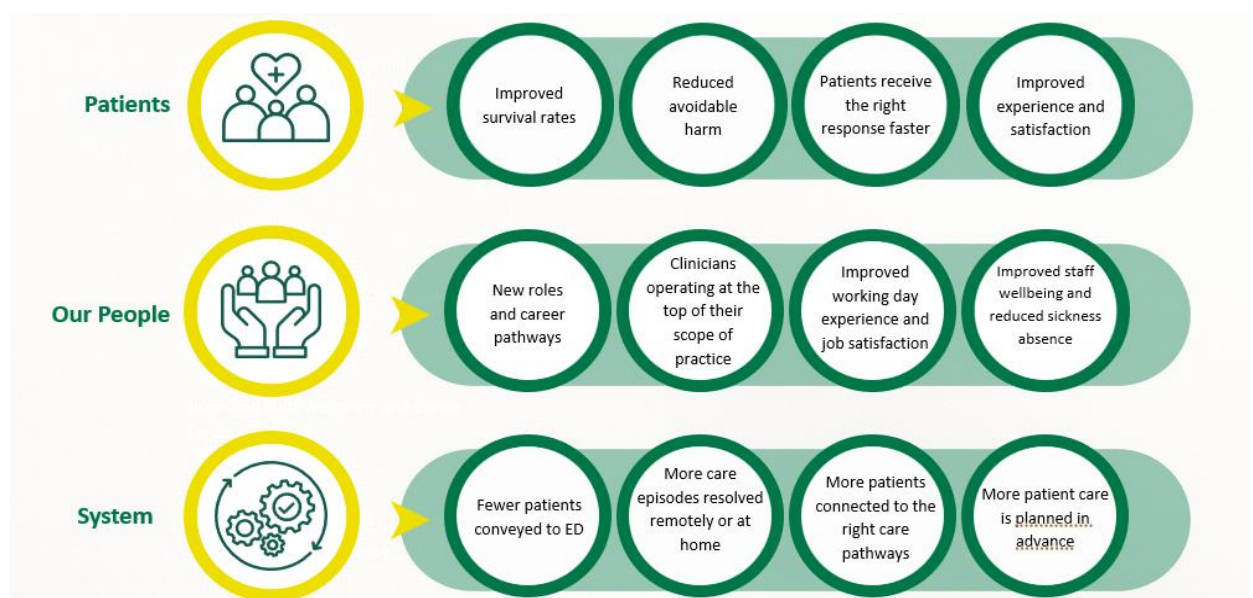 Patients
Improved
survival rates
Reduced
avoidable
harm
Patients receive
the right
response faster
Improved
experience and
satisfaction
Our People
New roles
and career
pathways
Clinicians
operating at the
top of their
scope of
practice
Improved
working day
experience and
job satisfaction
Improved staff
wellbeing and
reduced sickness
absence
System
Fewer patients
conveyed to ED
More care
episodes resolved
remotely or at
home
More patients
connected to the
right care
pathways
More patient care
is planned in
advance